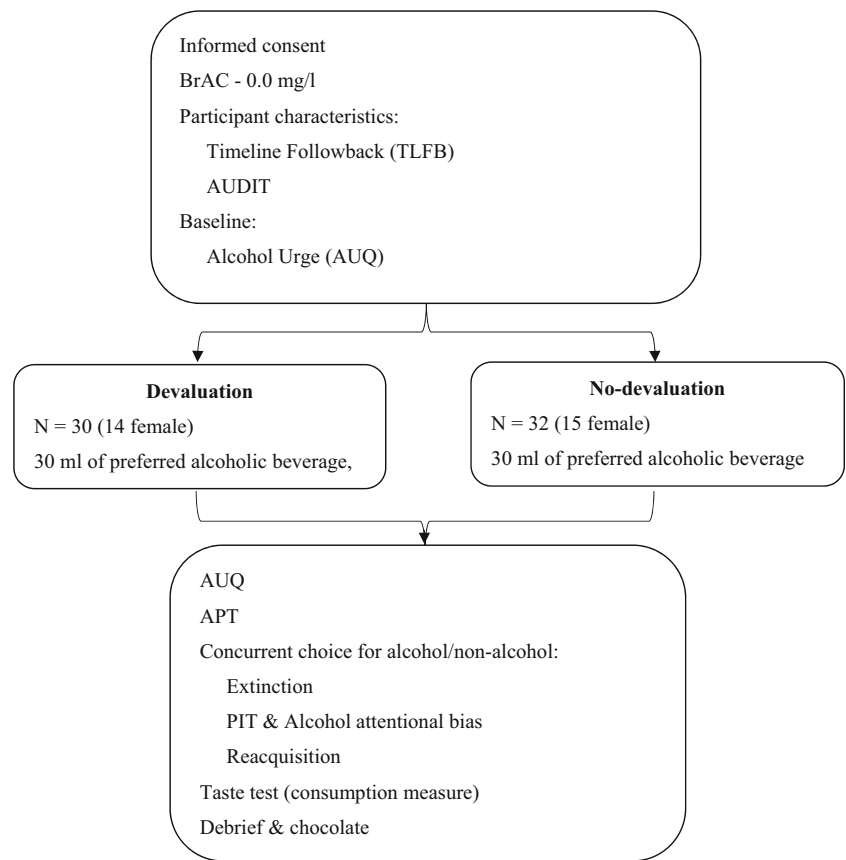 Informed consent
BrAC - 0.0 mg/l
Participant characteristics:
Timeline Followback (TLFB)
AUDIT
Baseline:
Alcohol Urge (AUQ)
Devaluation
N = 30 (14 female)
30 ml of preferred alcoholic beverage,
No-devaluation
N = 32 (15 female)
30 ml of preferred alcoholic beverage
AUQ
APT
Concurrent choice for alcohol/non-alcohol:
Extinction
PIT & Alcohol attentional bias
Reacquisition
Taste test (consumption measure)
Debrief & chocolate